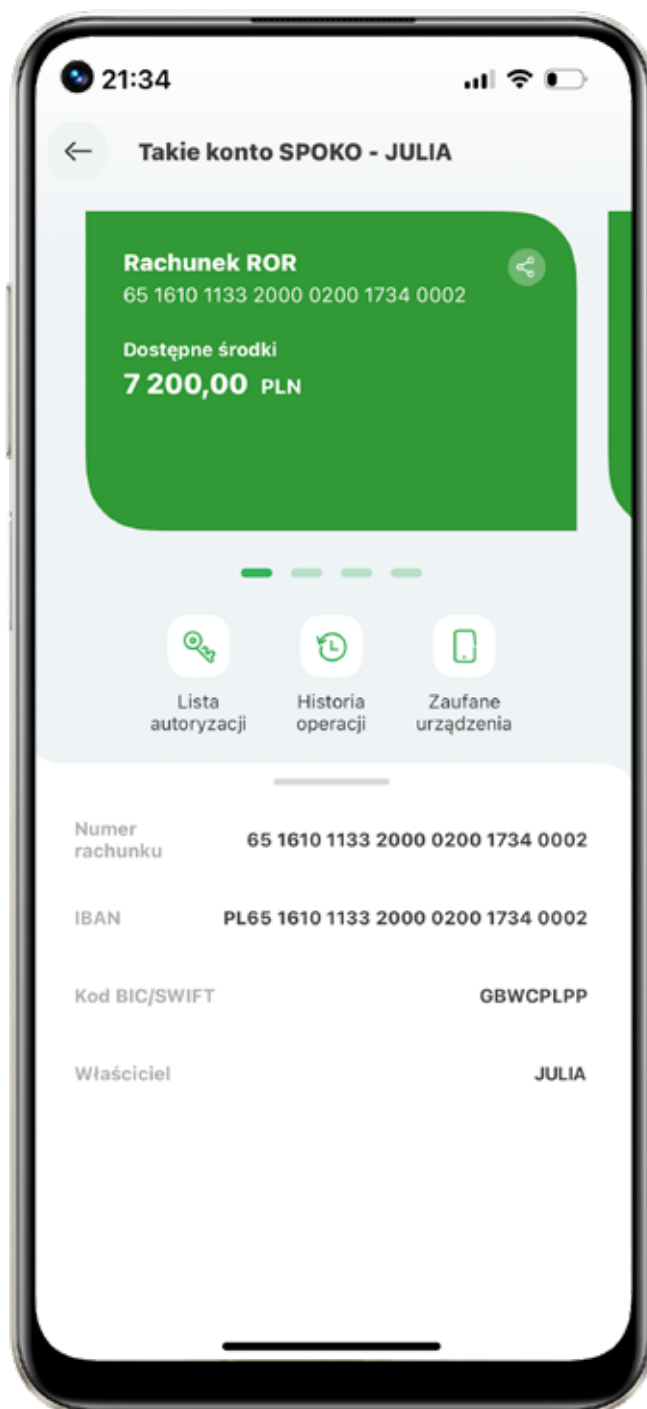 21:34
Takie konto SPOKO - JULIA
Rachunek ROR
65 1610 1133 2000 0200 1734 0002
Dostępne środki
7 200,00 PLN
Lista
autoryzacji
Historia
operacji
Zaufane
urządzenia
Numer
rachunku
65 1610 1133 2000 0200 1734 0002
IBAN
PL65 1610 1133 2000 0200 1734 0002
Kod BIC/SWIFT
GBWCPLPP
Właściciel
JULIA